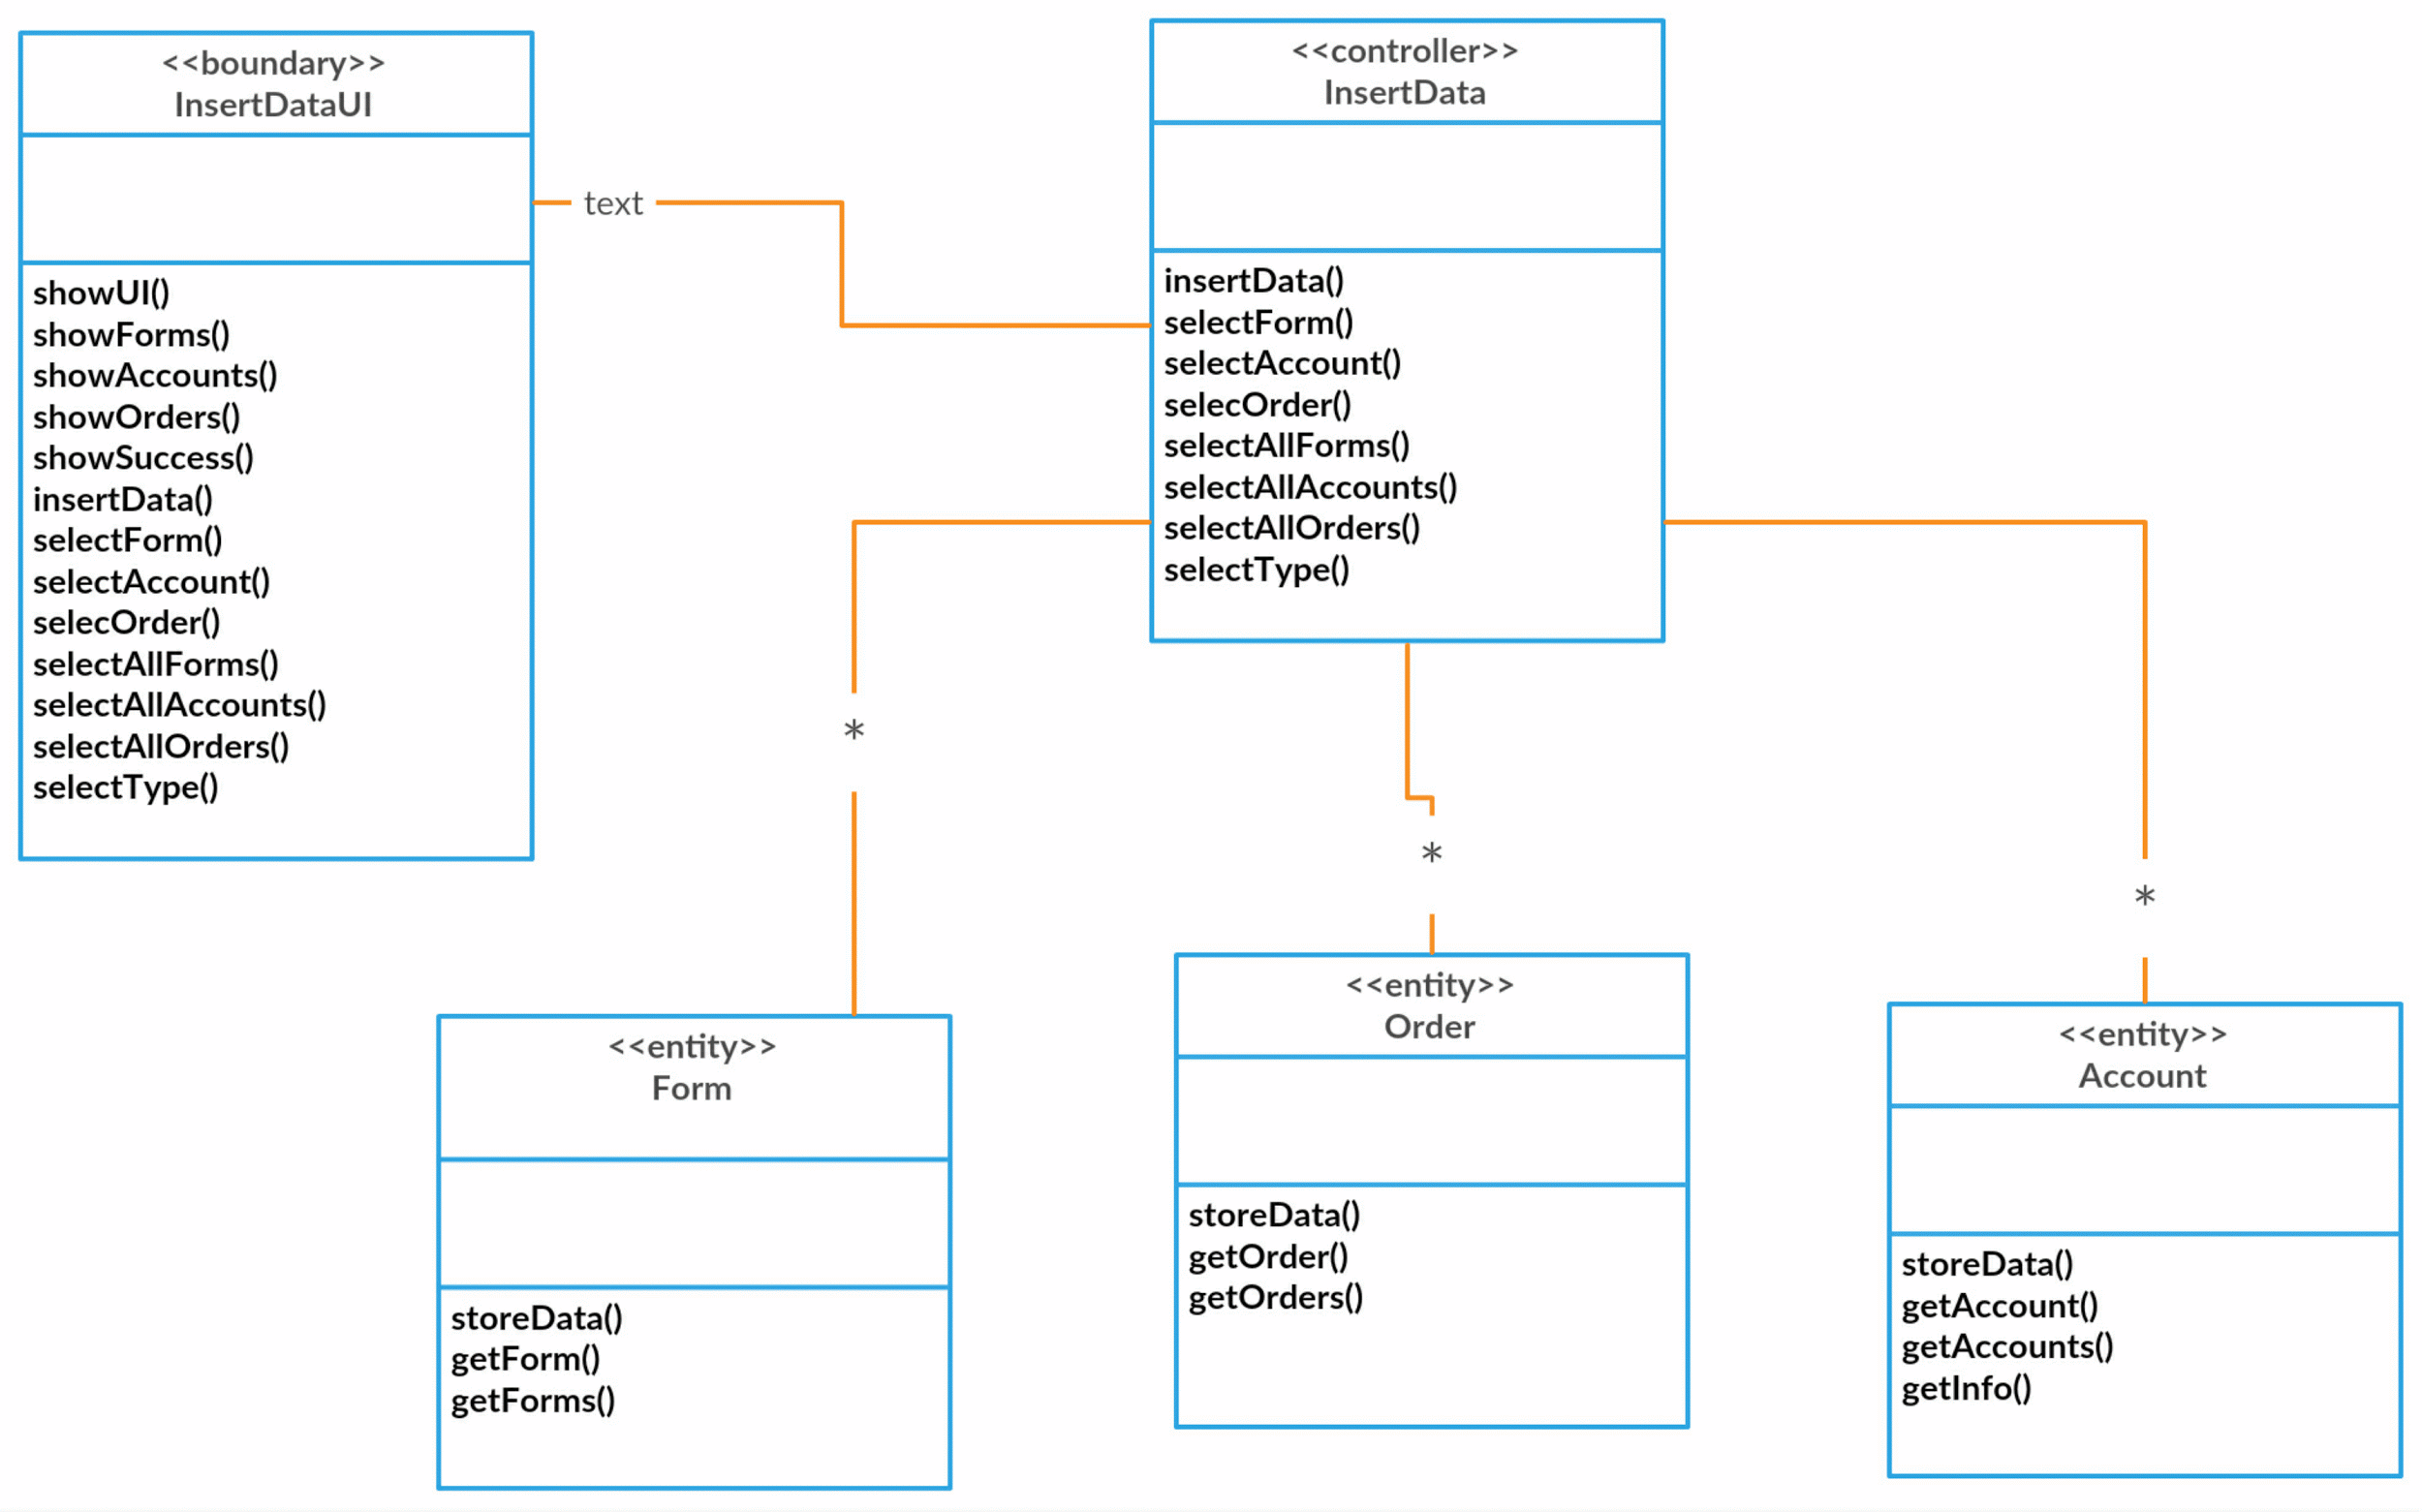 <<boundary>>
InsertDataUI
showUI()
showForms()
showAccounts()
showOrders()
showSuccess()
insertData()
selectForm()
selectAccount()
selecOrder()
selectAllForms()
selectAllAccounts()
selectAllOrders()
selectType()
text
<<controller>>
InsertData
insertData()
selectForm()
selectAccount()
selecOrder()
selectAllForms()
selectAllAccounts()
selectAllOrders()
selectType()
*
*
*
<<entity>>
Form
storeData()
getForm()
getForms()
<<entity>>
Order
storeData()
getOrder()
getOrders()
<<entity>>
Account
storeData()
getAccount()
getAccounts()
getInfo()